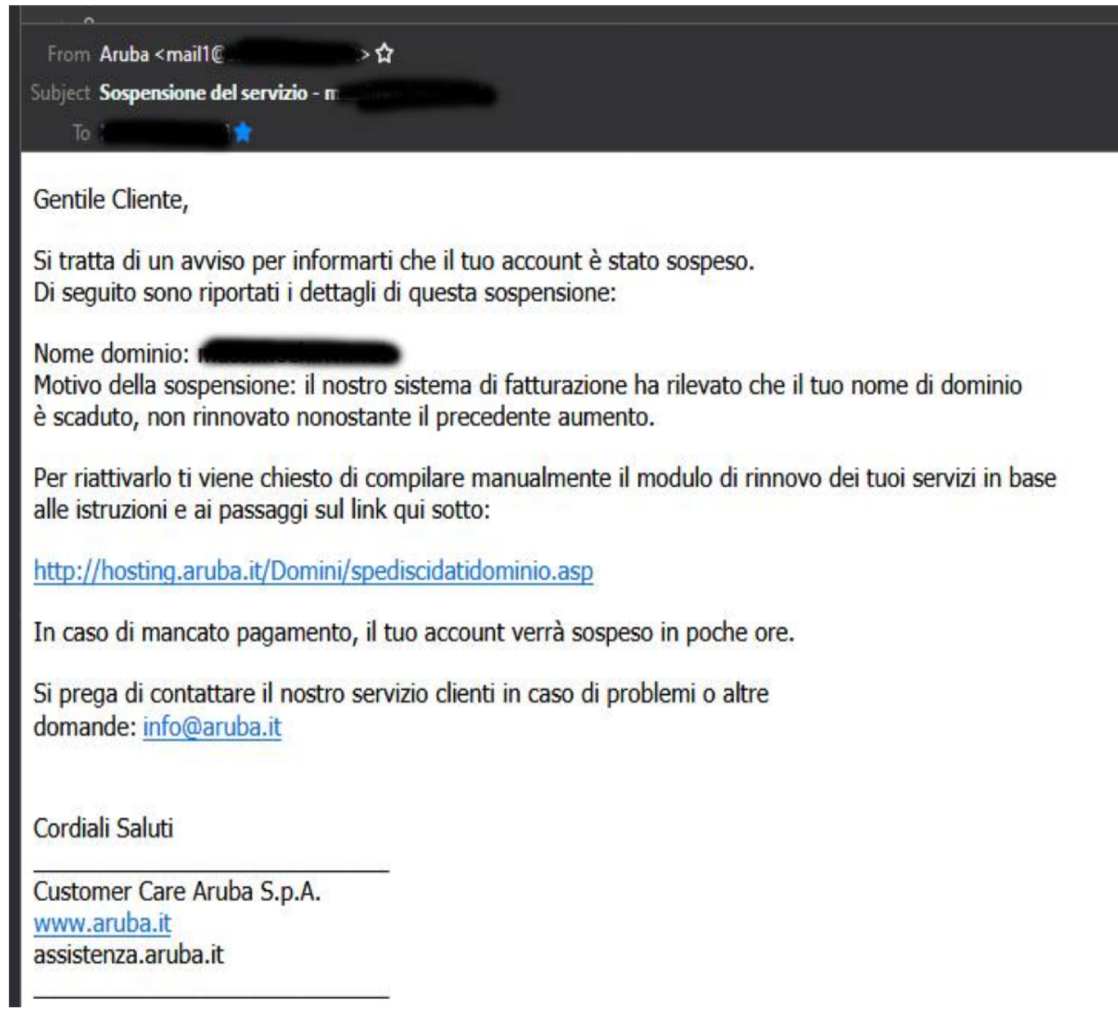 From Aruba <mail1@ >
Subject Sospensione del servizio - m
To
Gentile Cliente,
Si tratta di un avviso per informarti che il tuo account è stato sospeso.
Di seguito sono riportati i dettagli di questa sospensione:
Nome dominio:
Motivo della sospensione: il nostro sistema di fatturazione ha rilevato che il tuo nome di dominio
è scaduto, non rinnovato nonostante il precedente aumento.
Per riattivarlo ti viene chiesto di compilare manualmente il modulo di rinnovo dei tuoi servizi in base
alle istruzioni e ai passaggi sul link qui sotto:
http://hosting.aruba.it/Domini/spediscidatidominio.asp
In caso di mancato pagamento, il tuo account verrà sospeso in poche ore.
Si prega di contattare il nostro servizio clienti in caso di problemi o altre
domande: info@aruba.it
Cordiali Saluti
Customer Care Aruba S.p.A.
www.aruba.it
assistenza.aruba.it